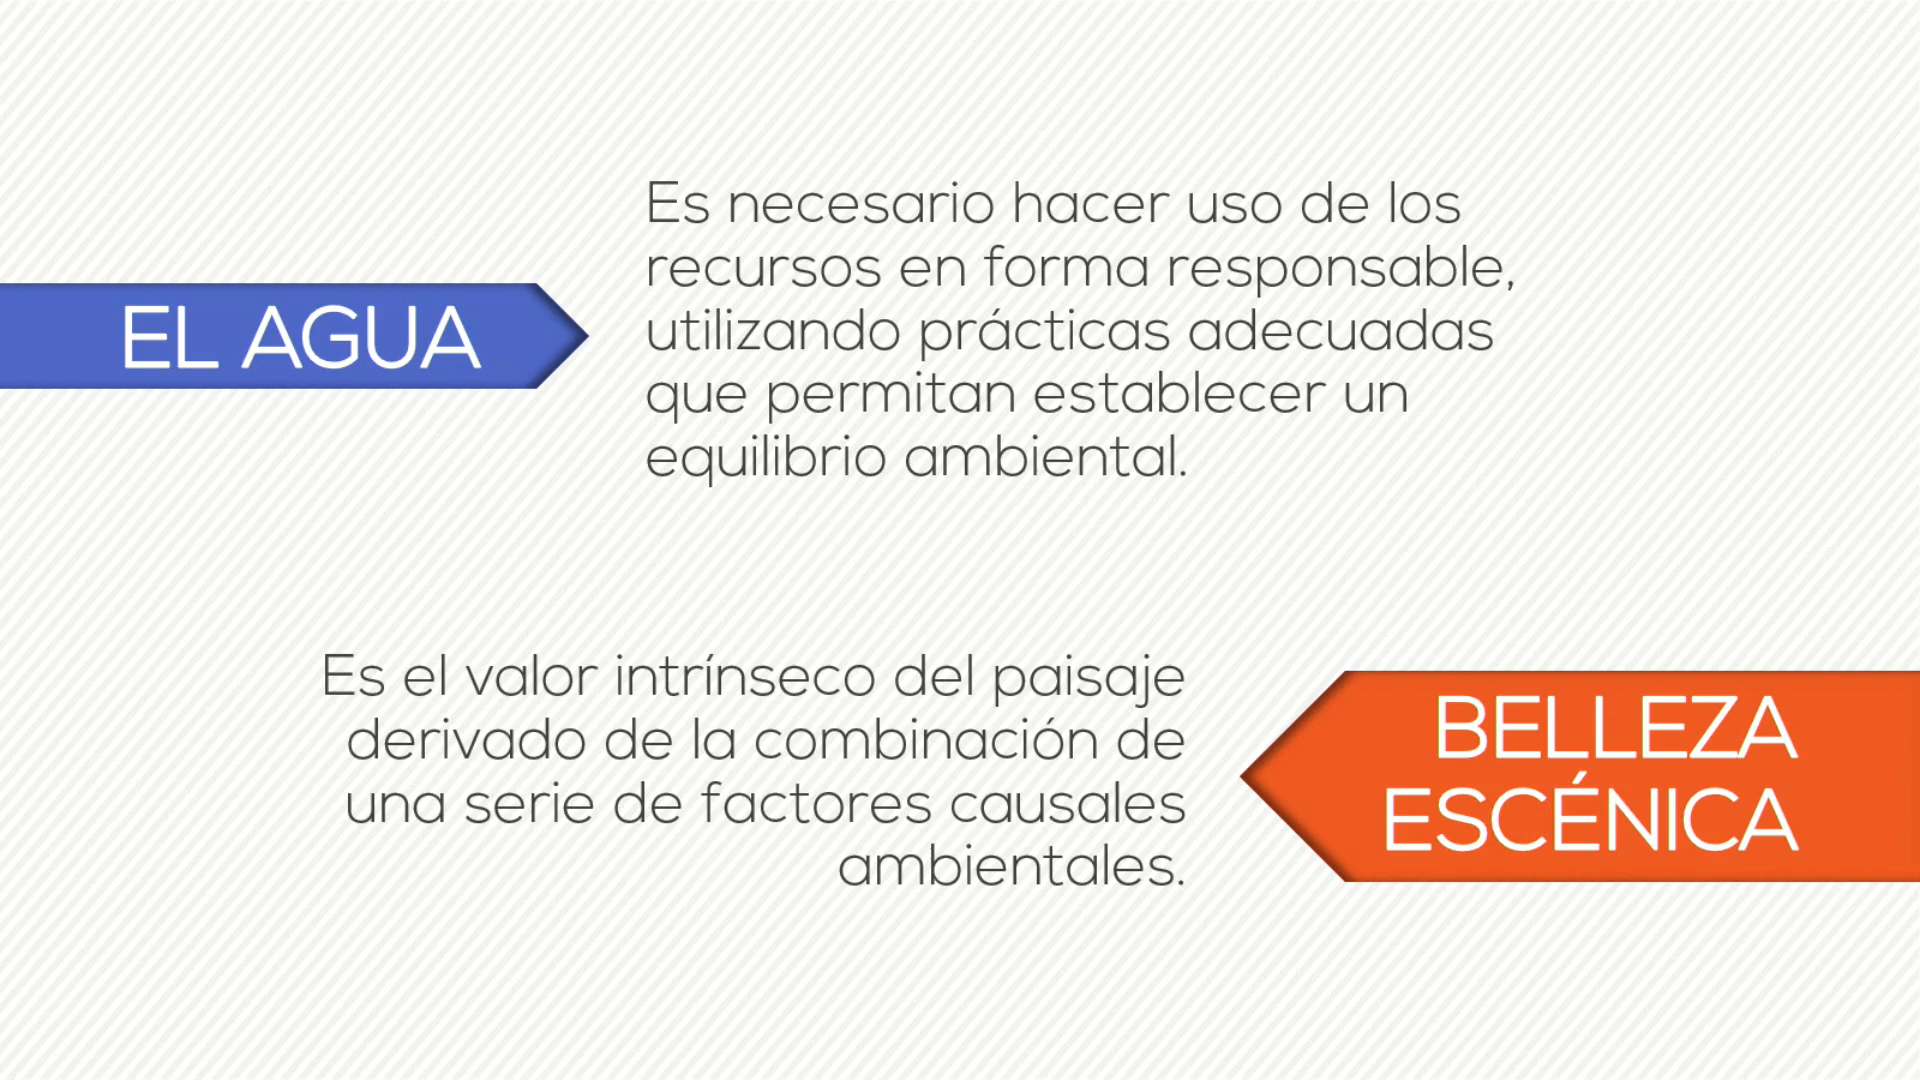 EL AGUA
Es necesario hacer uso de los
recursos en forma responsable,
utilizando prácticas adecuadas
que permitan establecer un
equilibrio ambiental.
Es el valor intrínseco del paisaje
derivado de la combinación de
una serie de factores causales
ambientales.
BELLEZA
ESCÉNICA